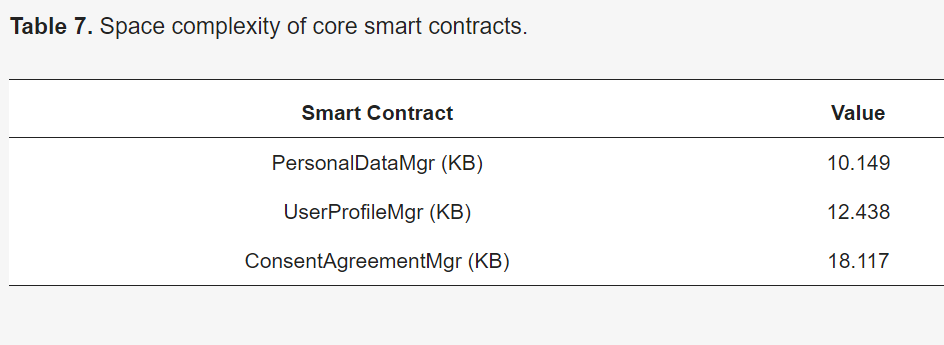 Table 7. Space complexity of core smart contracts.
Smart Contract Value
PersonalDataMgr (KB) 10.149
UserProfileMgr (KB) 12.438
ConsentAgreementMgr (KB) 18.117